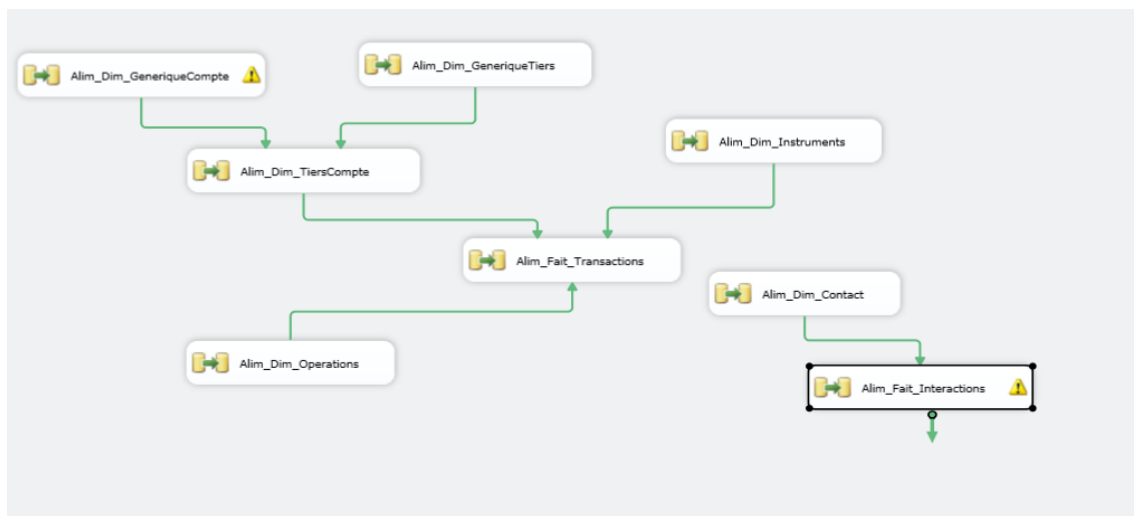 Alim_Dim_GeneriqueCompte
Alim_Dim_GeneriqueTiers
Alim_Dim_Instruments
Alim_Dim_TiersCompte
Alim_Fait_Transactions
Alim_Dim_Contact
Alim_Dim_Operations
Alim_Fait_Interactions